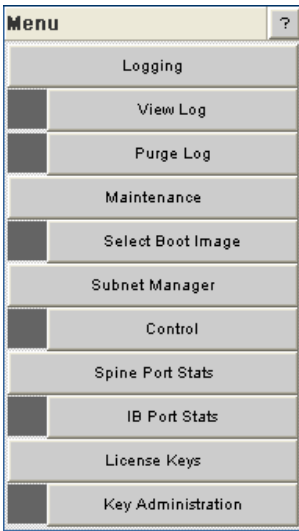 Menu ?
Logging
View Log
Purge Log
Maintenance
Select Boot Image
Subnet Manager
Control
Spine Port Stats
IB Port Stats
License Keys
Key Administration